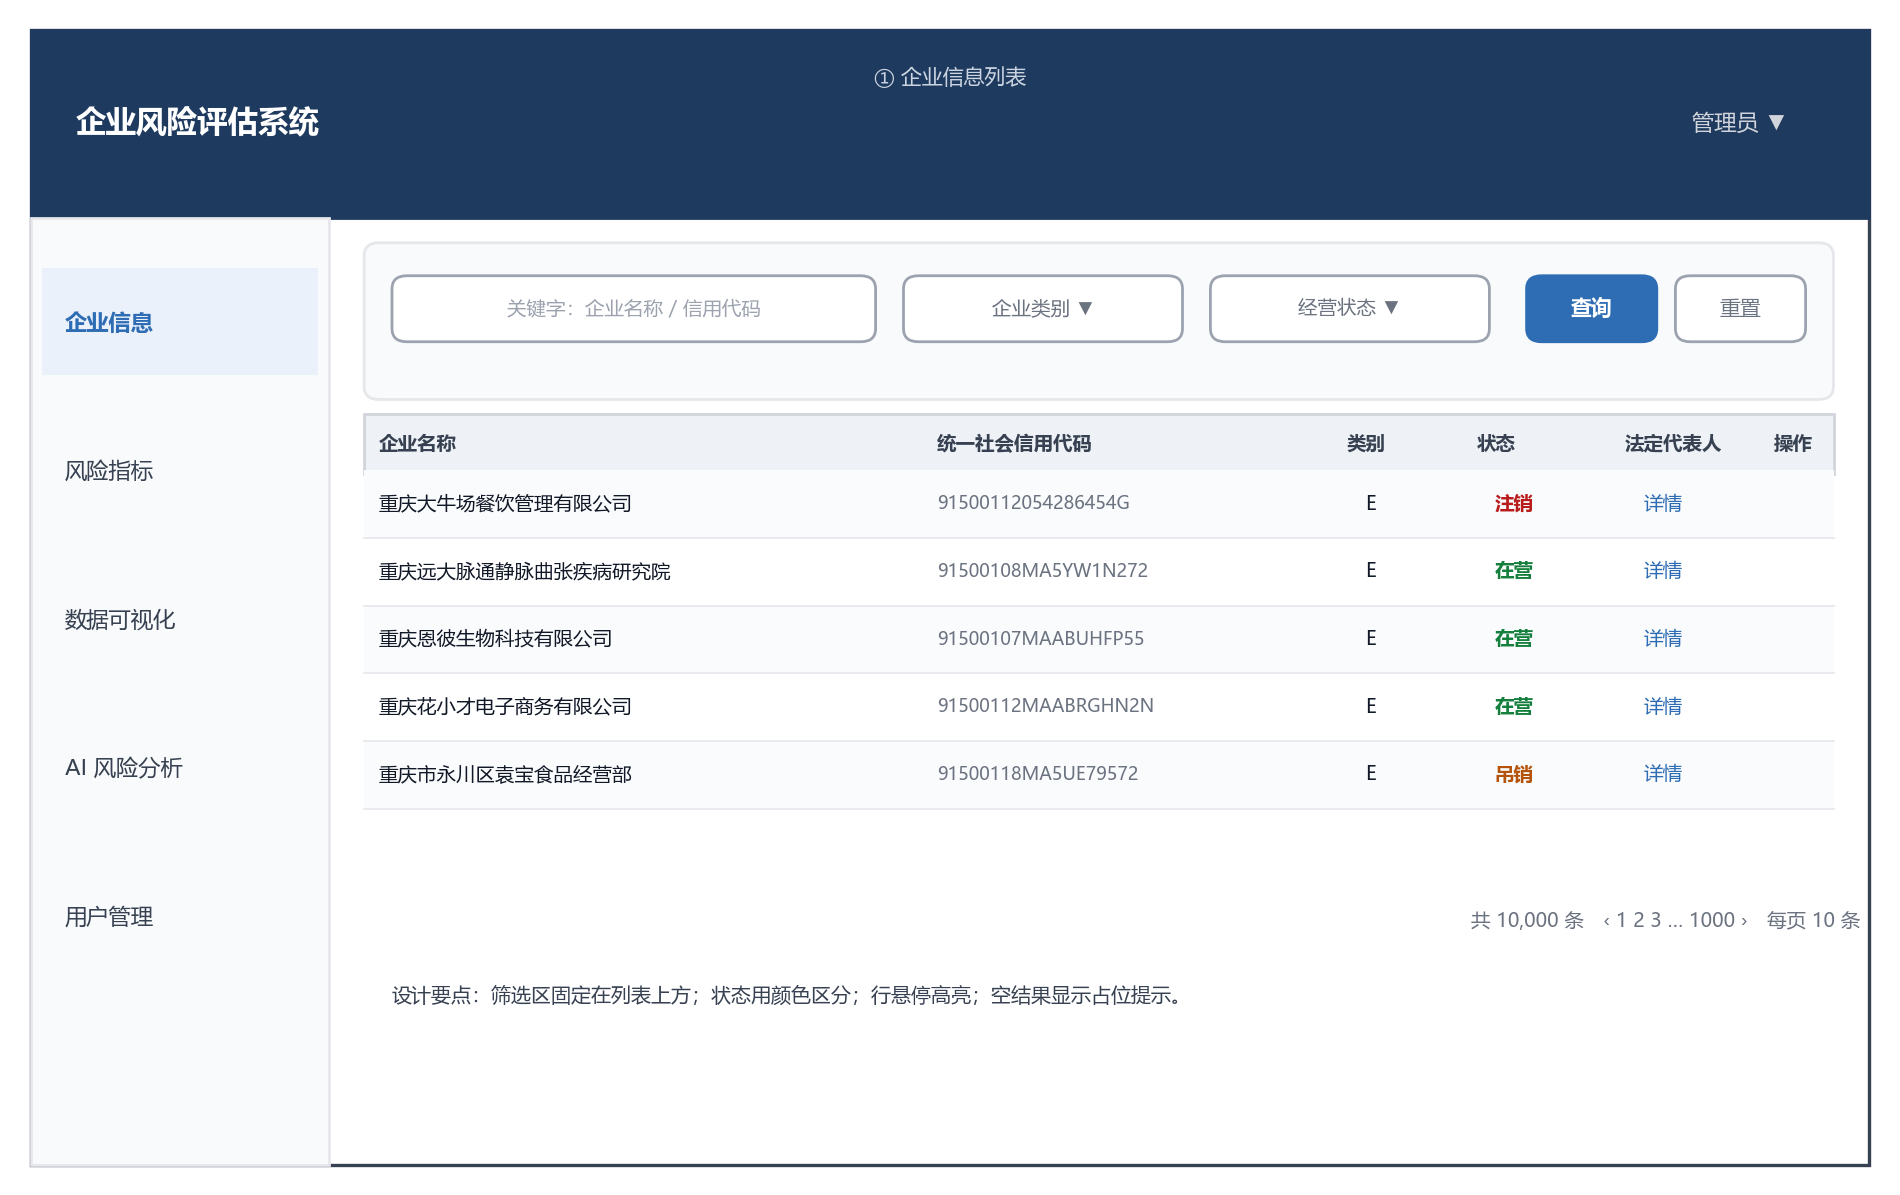 ① 企业信息列表
企业风险评估系统
管理员 ▼
企业信息
风险指标
数据可视化
AI 风险分析
用户管理
关键字：企业名称 / 信用代码
企业类别 ▼
经营状态 ▼
查询
重置
企业名称 统一社会信用代码 类别 状态 法定代表人 操作
重庆大牛场餐饮管理有限公司 91500112054286454G E 注销 详情
重庆远大脉通静脉曲张疾病研究院 91500108MA5YW1N272 E 在营 详情
重庆恩彼生物科技有限公司 91500107MAABUHFP55 E 在营 详情
重庆花小才电子商务有限公司 91500112MAABRGHN2N E 在营 详情
重庆市永川区袁宝食品经营部 91500118MA5UE79572 E 吊销 详情
共 10,000 条 ‹ 1 2 3 ... 1000 › 每页 10 条
设计要点：筛选区固定在列表上方；状态用颜色区分；行悬停高亮；空结果显示占位提示。